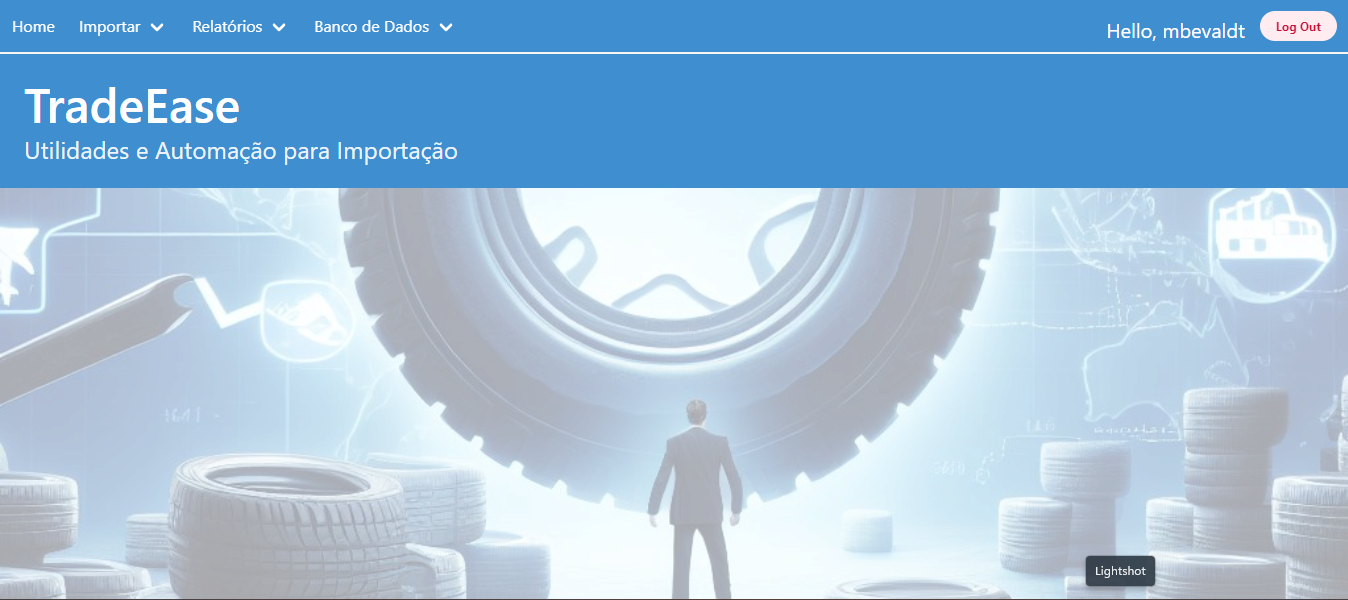 Home Importar Relatórios Banco de Dados Hello, mbevaldt Log Out
TradeEase
Utilidades e Automação para Importação
Lightshot